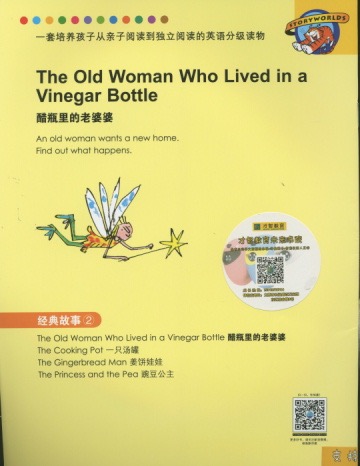 STORYWORLDS
一套培养孩子从亲子阅读到独立阅读的英语分级读物
The Old Woman Who Lived in a
Vinegar Bottle
醋瓶里的老婆婆
An old woman wants a new home.
Find out what happens.
经典故事 2
The Old Woman Who Lived in a Vinegar Bottle 醋瓶里的老婆婆
The Cooking Pot 一只汤罐
The Gingerbread Man 姜饼娃娃
The Princess and the Pea 豌豆公主